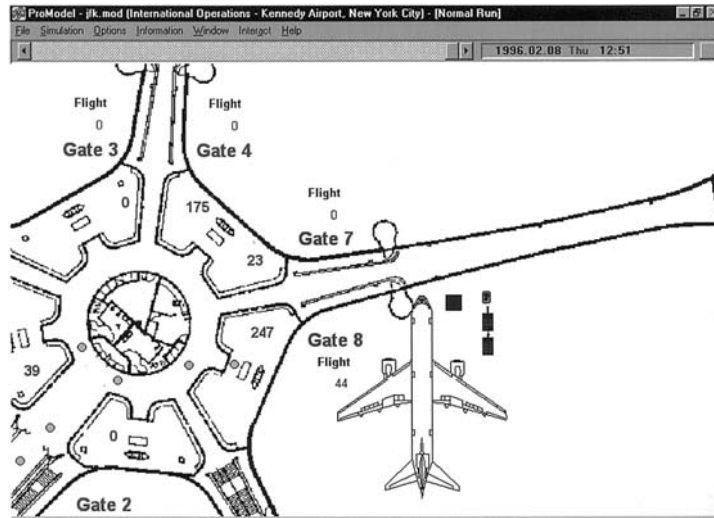 ProModel - jfk.mod (International Operations - Kennedy Airport, New York City) - [Normal Run]
File Simulation Options Information Window Interact Help
1996.02.08 Thu 12:51
Flight
0
Gate 3
Flight
0
Gate 4
0
175
23
Flight
0
Gate 7
247
39
0
Gate 8
Flight
44
Gate 2